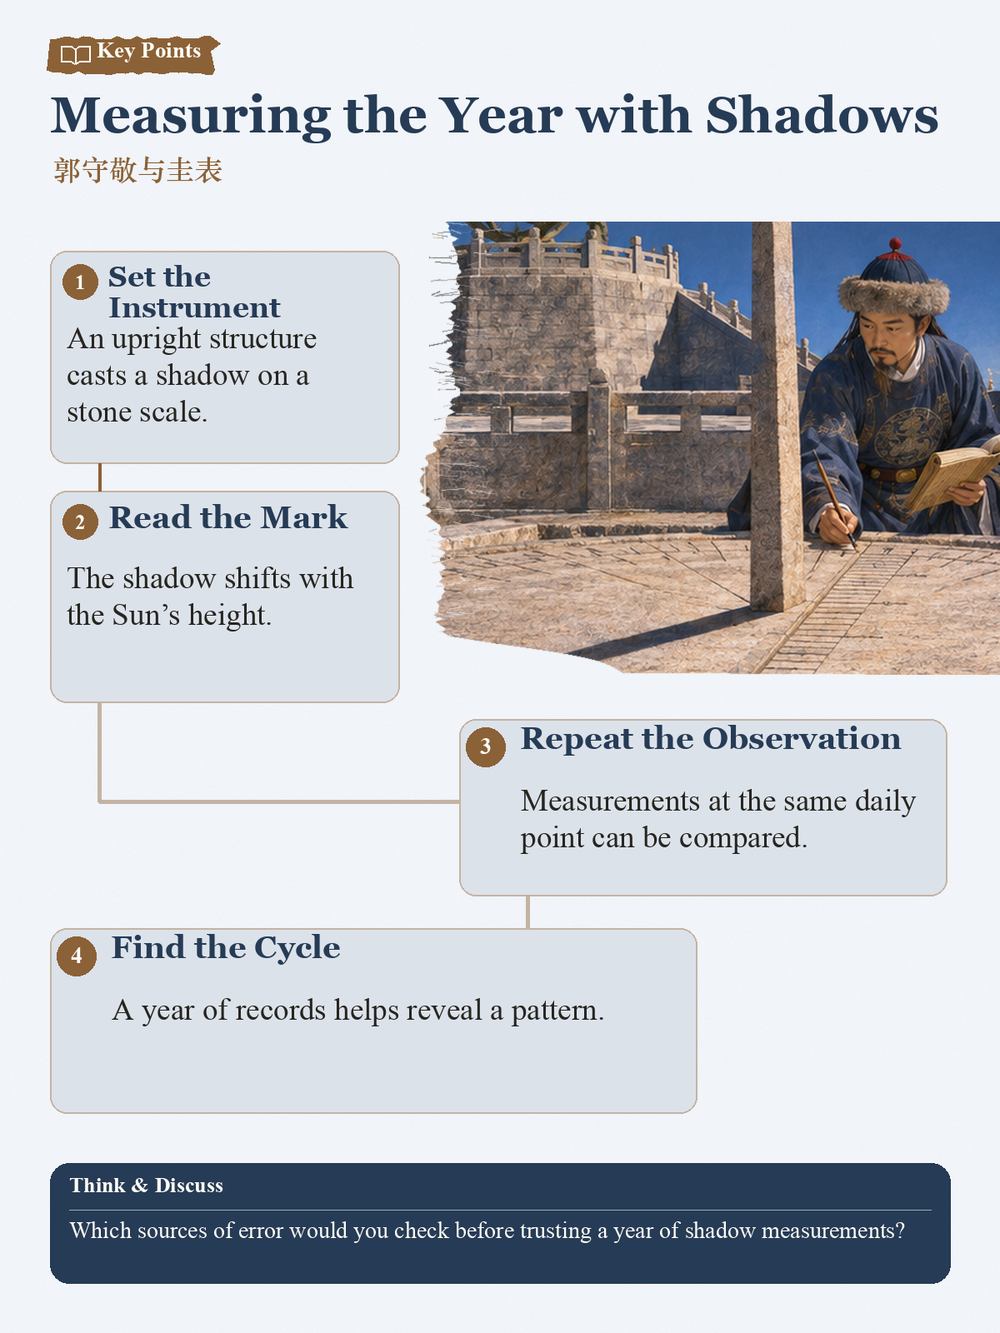 Key Points
Measuring the Year with Shadows
郭守敬与圭表
1
Set the
Instrument
An upright structure
casts a shadow on a
stone scale.
2
Read the Mark
The shadow shifts with
the Sun’s height.
3
Repeat the Observation
Measurements at the same daily
point can be compared.
4
Find the Cycle
A year of records helps reveal a pattern.
Think & Discuss
Which sources of error would you check before trusting a year of shadow measurements?